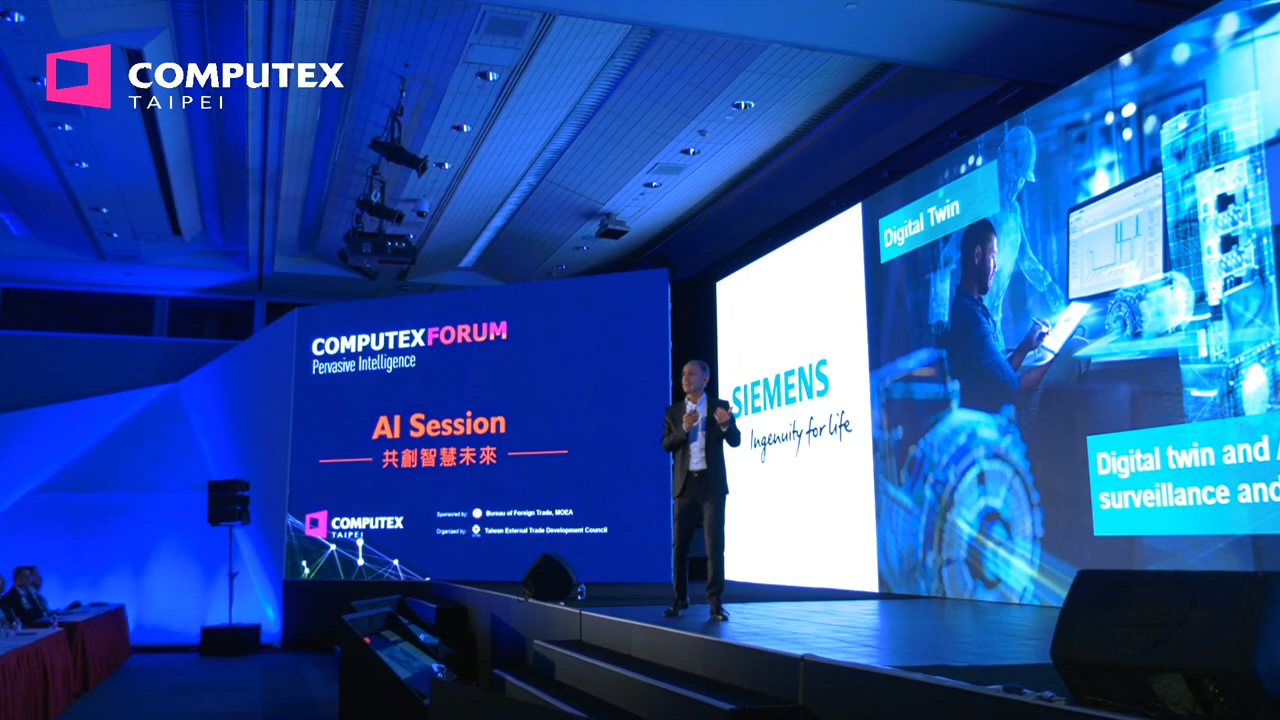 COMPUTEX
TAIPEI
COMPUTEXFORUM
Pervasive Intelligence
AI Session
共創智慧未來
COMPUTEX
TAIPEI
Sponsored by: Bureau of Foreign Trade, MOEA
Organized by: Taiwan External Trade Development Council
SIEMENS
Ingenuity for life
Digital Twin
Digital twin and
surveillance and